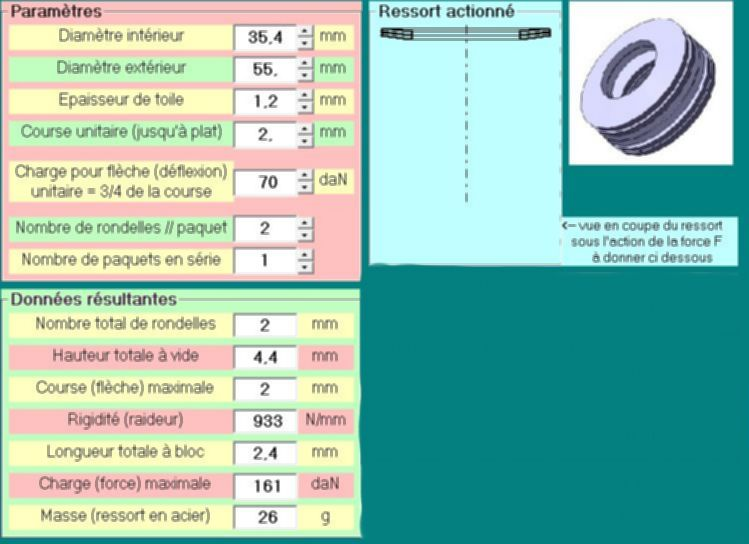 Paramètres
Diamètre intérieur 35,4 mm
Diamètre extérieur 55, mm
Epaisseur de toile 1,2 mm
Course unitaire (jusqu'à plat) 2, mm
Charge pour flèche (déflexion)
unitaire = 3/4 de la course 70 daN
Nombre de rondelles // paquet 2
Nombre de paquets en série 1
Ressort actionné
<– vue en coupe du ressort
sous l'action de la force F
à donner ci dessous
Données résultantes
Nombre total de rondelles 2 mm
Hauteur totale à vide 4,4 mm
Course (flèche) maximale 2 mm
Rigidité (raideur) 933 N/mm
Longueur totale à bloc 2,4 mm
Charge (force) maximale 161 daN
Masse (ressort en acier) 26 g